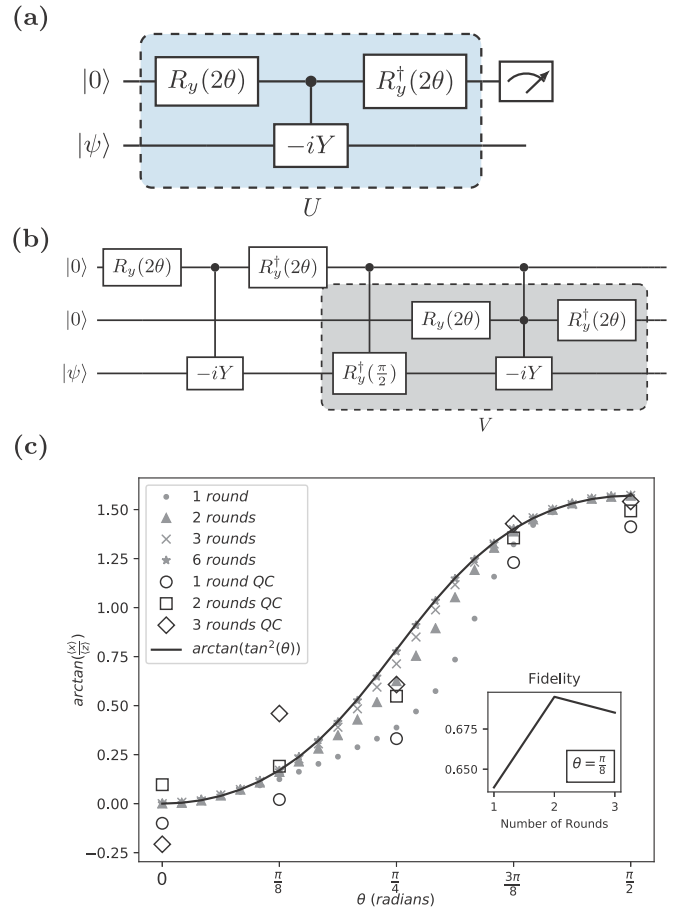 (a)
|0⟩ R_y(2θ) R_y^†(2θ)
|ψ⟩ −iY
U
(b)
|0⟩ R_y(2θ) R_y^†(2θ)
|0⟩ R_y(2θ) R_y^†(2θ)
|ψ⟩ −iY R_y^†(π/2) −iY
V
(c)
1.50
1.25
1.00
0.75
0.50
0.25
0.00
−0.25
arctan(⟨x⟩/⟨z⟩)
1 round
2 rounds
3 rounds
6 rounds
1 round QC
2 rounds QC
3 rounds QC
arctan(tan²(θ))
Fidelity
0.675
0.650
θ = π/8
1 2 3
Number of Rounds
0 π/8 π/4 3π/8 π/2
θ (radians)